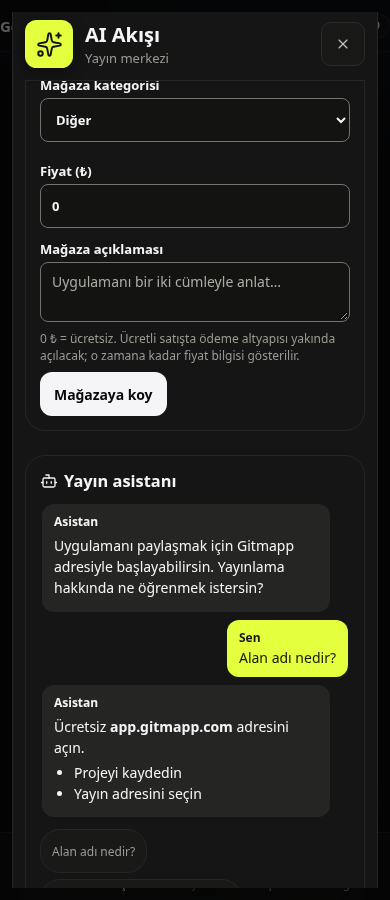 AI Akışı
Yayın merkezi
Mağaza kategorisi
Diğer
Fiyat (₺)
0
Mağaza açıklaması
Uygulamanı bir iki cümleyle anlat...
0 ₺ = ücretsiz. Ücretli satışta ödeme altyapısı yakında
açılacak; o zamana kadar fiyat bilgisi gösterilir.
Mağazaya koy
Yayın asistanı
Asistan
Uygulamanı paylaşmak için Gitmapp
adresiyle başlayabilirsin. Yayınlama
hakkında ne öğrenmek istersin?
Sen
Alan adı nedir?
Asistan
Ücretsiz app.gitmapp.com adresini
açın.
• Projeyi kaydedin
• Yayın adresini seçin
Alan adı nedir?